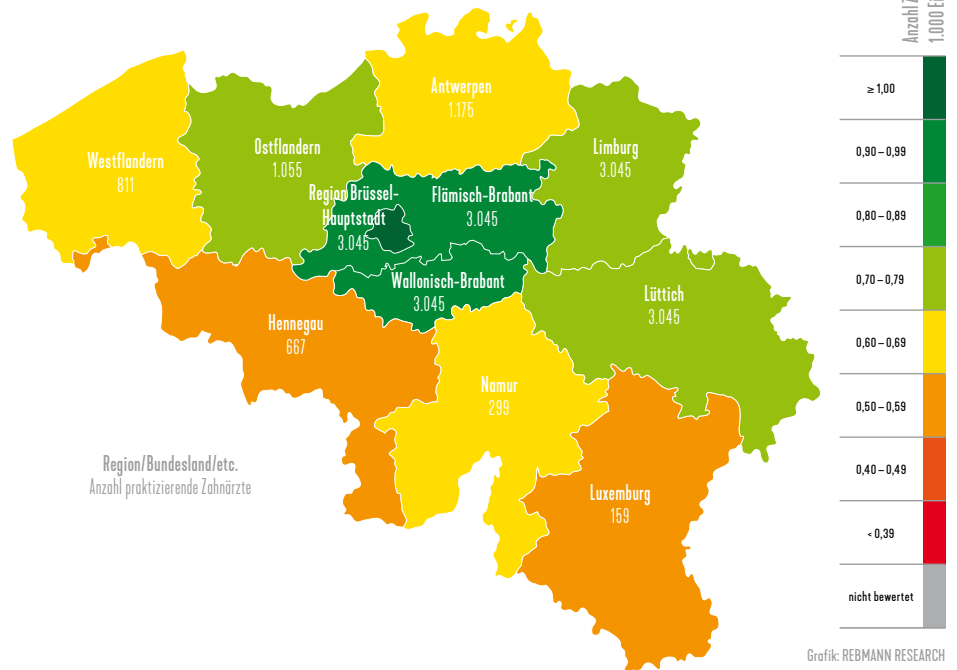 Anzahl
1.000
≥ 1,00
0,90 – 0,99
0,80 – 0,89
0,70 – 0,79
0,60 – 0,69
0,50 – 0,59
0,40 – 0,49
< 0,39
nicht bewertet
Antwerpen
1.175
Westflandern
811
Ostflandern
1.055
Limburg
3.045
Region Brüssel-
Hauptstadt
3.045
Flämisch-Brabant
3.045
Wallonisch-Brabant
3.045
Lüttich
3.045
Hennegau
667
Namur
299
Luxemburg
159
Region/Bundesland/etc.
Anzahl praktizierende Zahnärzte
Grafik: REBMANN RESEARCH